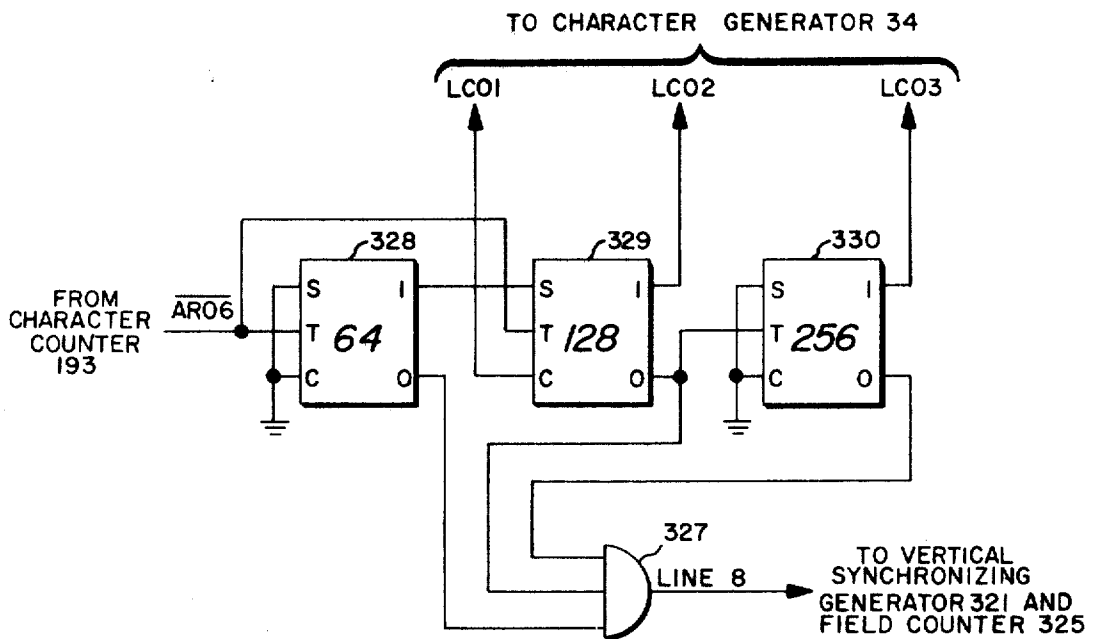 TO CHARACTER GENERATOR 34
LC01 LC02 LC03
328 329 330
FROM
CHARACTER
COUNTER
193
AR06
S 1
T 64
C 0
S 1
T 128
C 0
S 1
T 256
C 0
327
LINE 8
TO VERTICAL
SYNCHRONIZING
GENERATOR 321 AND
FIELD COUNTER 325